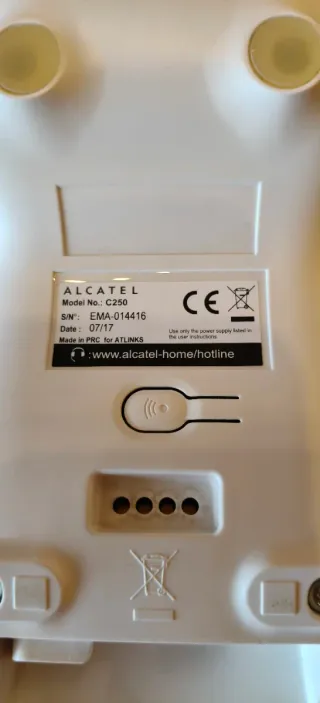 ALCATEL
Model No.: C250
S/N°: EMA-014416
Date: 07/17
Made in PRC for ATLINKS
CE
Use only the power supply listed in
the user instructions
:www.alcatel-home/hotline